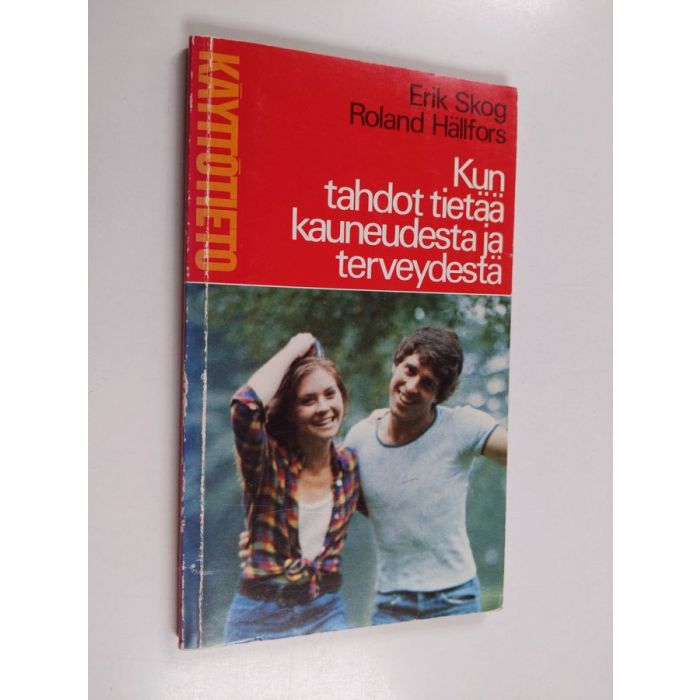 KÄYTTÖTIETO
Erik Skog
Roland Hällfors
Kun
tahdot tietää
kauneudesta ja
terveydestä